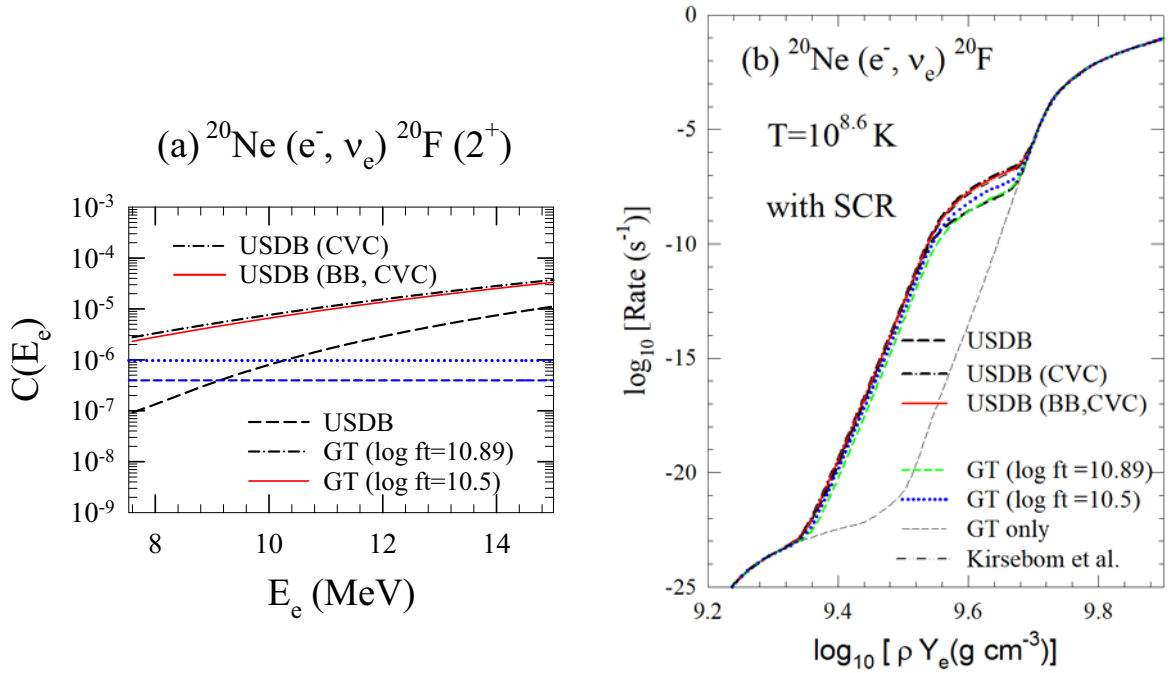 (a) ²⁰Ne (e⁻, νₑ) ²⁰F (2⁺)
10⁻³
10⁻⁴
10⁻⁵
10⁻⁶
10⁻⁷
10⁻⁸
10⁻⁹
C(Eₑ)
USDB (CVC)
USDB (BB, CVC)
USDB
GT (log ft=10.89)
GT (log ft=10.5)
8 10 12 14
Eₑ (MeV)
(b) ²⁰Ne (e⁻, νₑ) ²⁰F
T=10⁸·⁶ K
with SCR
0
-5
-10
-15
-20
-25
log₁₀ [Rate (s⁻¹)]
USDB
USDB (CVC)
USDB (BB,CVC)
GT (log ft =10.89)
GT (log ft =10.5)
GT only
Kirsebom et al.
9.2 9.4 9.6 9.8
log₁₀ [ ρ Yₑ(g cm⁻³)]